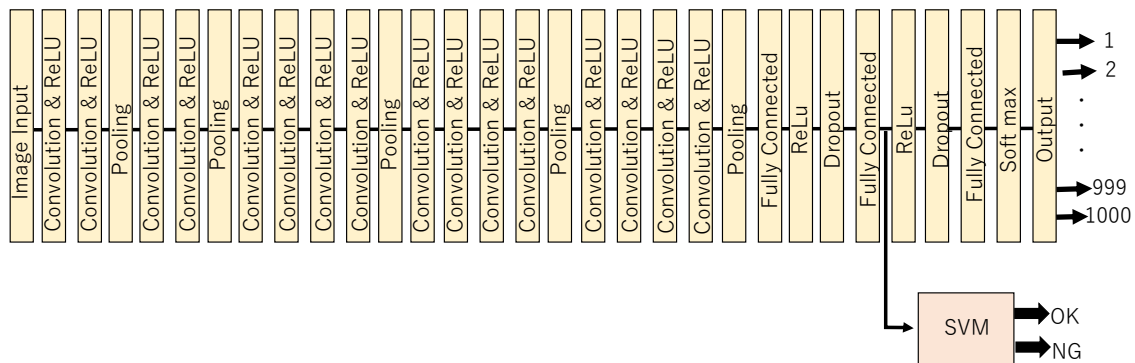 Image Input
Convolution & ReLU
Convolution & ReLU
Pooling
Convolution & ReLU
Convolution & ReLU
Pooling
Convolution & ReLU
Convolution & ReLU
Convolution & ReLU
Convolution & ReLU
Pooling
Convolution & ReLU
Convolution & ReLU
Convolution & ReLU
Convolution & ReLU
Pooling
Convolution & ReLU
Convolution & ReLU
Convolution & ReLU
Convolution & ReLU
Pooling
Fully Connected
ReLu
Dropout
Fully Connected
ReLu
Dropout
Fully Connected
Soft max
Output
1
2
.
.
.
999
1000
SVM
OK
NG